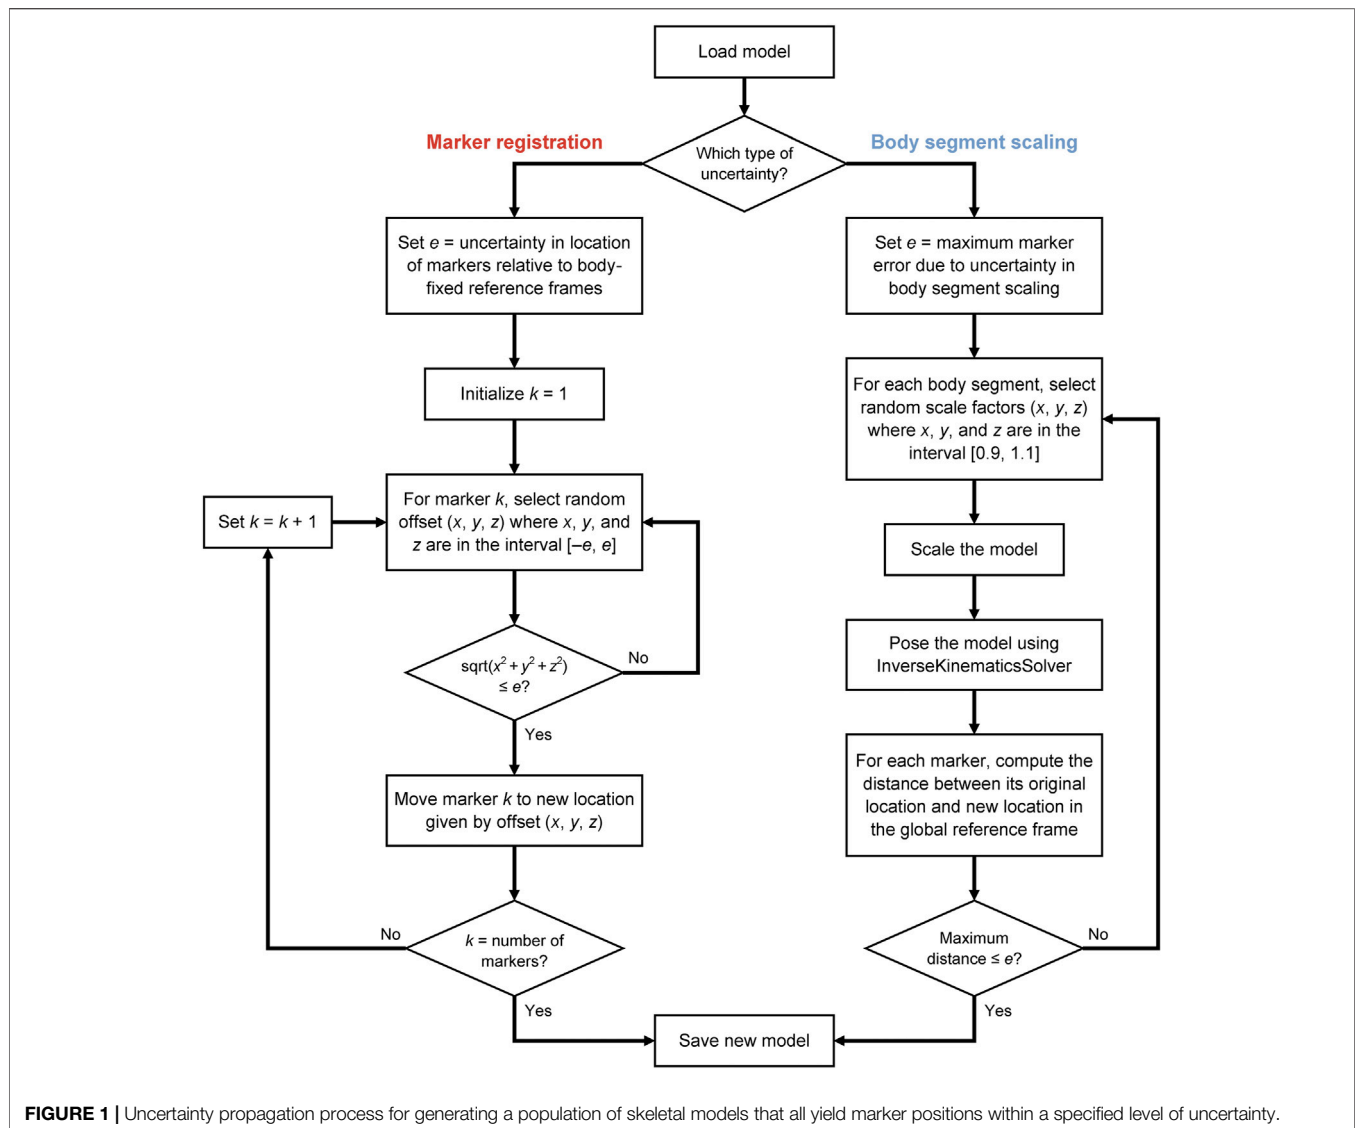 Load model
Which type of
uncertainty?
Marker registration
Set e = uncertainty in location
of markers relative to body-
fixed reference frames
Initialize k = 1
For marker k, select random
offset (x, y, z) where x, y, and
z are in the interval [–e, e]
Set k = k + 1
sqrt(x² + y² + z²)
≤ e?
No
Yes
Move marker k to new location
given by offset (x, y, z)
k = number of
markers?
No
Yes
Body segment scaling
Set e = maximum marker
error due to uncertainty in
body segment scaling
For each body segment, select
random scale factors (x, y, z)
where x, y, and z are in the
interval [0.9, 1.1]
Scale the model
Pose the model using
InverseKinematicsSolver
For each marker, compute the
distance between its original
location and new location in
the global reference frame
Maximum
distance ≤ e?
No
Yes
Save new model
FIGURE 1 | Uncertainty propagation process for generating a population of skeletal models that all yield marker positions within a specified level of uncertainty.